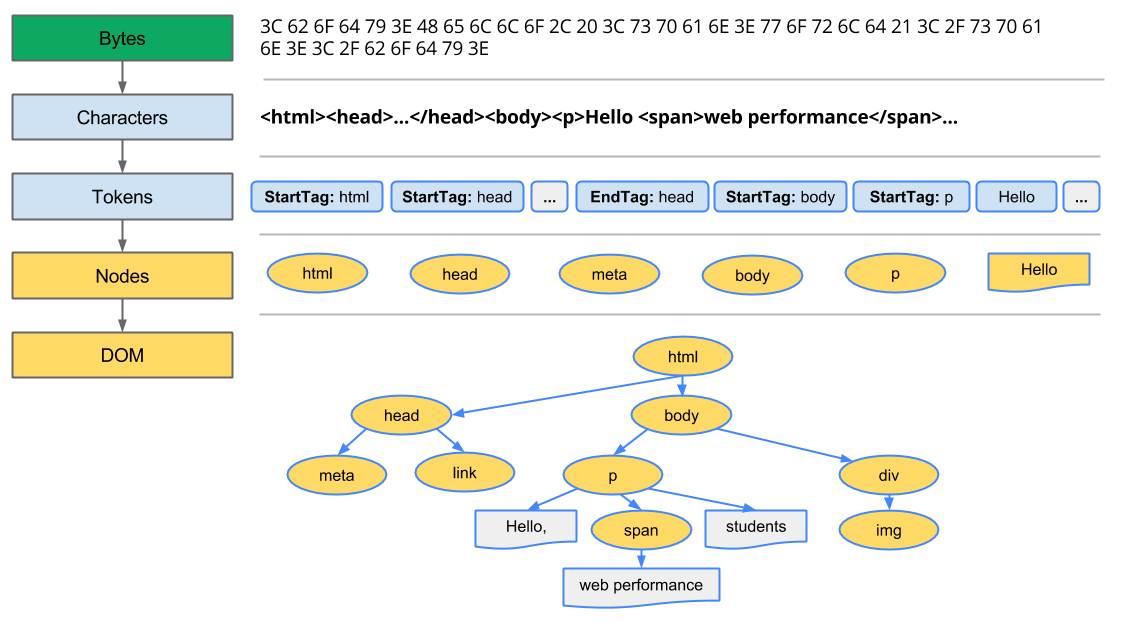 Bytes
3C 62 6F 64 79 3E 48 65 6C 6C 6F 2C 20 3C 73 70 61 6E 3E 77 6F 72 6C 64 21 3C 2F 73 70 61
6E 3E 3C 2F 62 6F 64 79 3E
Characters
<html><head>...</head><body><p>Hello <span>web performance</span>...
Tokens
StartTag: html
StartTag: head
...
EndTag: head
StartTag: body
StartTag: p
Hello
...
Nodes
html
head
meta
body
p
Hello
DOM
html
head
body
meta
link
p
div
Hello,
span
students
img
web performance